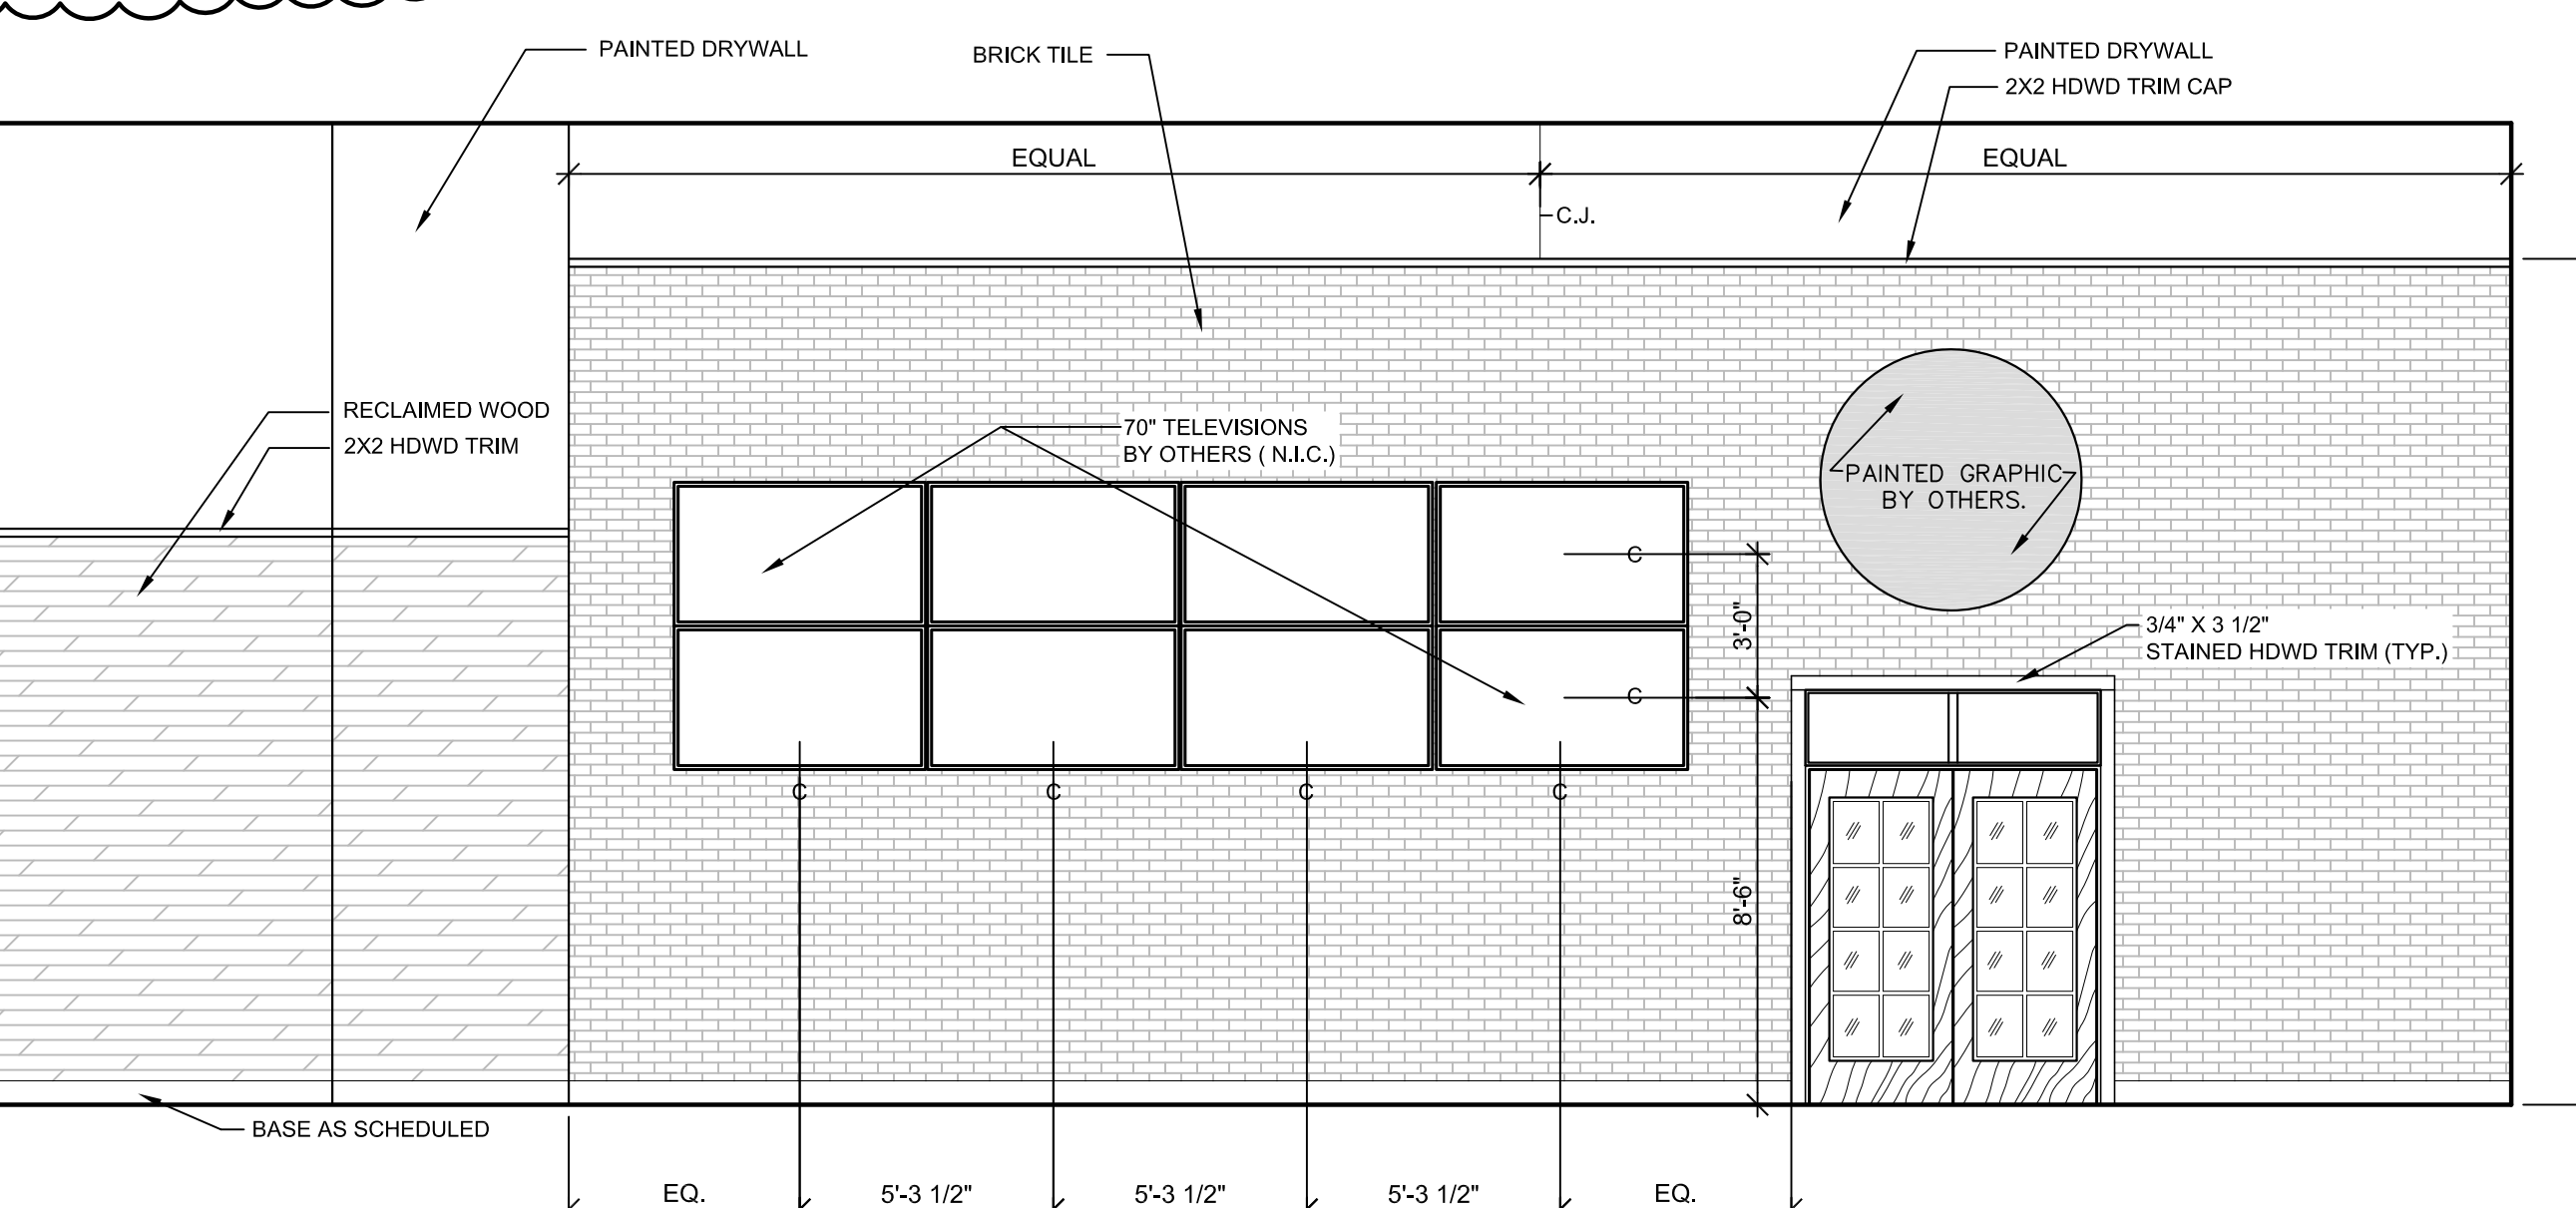 PAINTED DRYWALL
BRICK TILE
PAINTED DRYWALL
2X2 HDWD TRIM CAP
EQUAL
EQUAL
C.J.
RECLAIMED WOOD
2X2 HDWD TRIM
70" TELEVISIONS
BY OTHERS ( N.I.C.)
PAINTED GRAPHIC
BY OTHERS.
C
3'-0"
3/4" X 3 1/2"
STAINED HDWD TRIM (TYP.)
C
C
C
C
C
8'-6"
BASE AS SCHEDULED
EQ.
5'-3 1/2"
5'-3 1/2"
5'-3 1/2"
EQ.